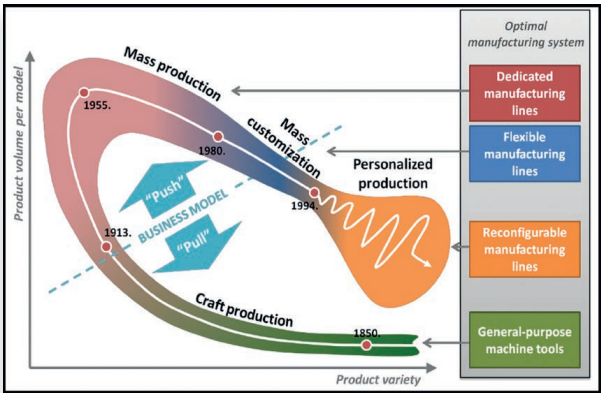 Product volume per model
Mass production
1955.
1980.
Mass
customization
Personalized
production
1994.
"Push"
BUSINESS MODEL
"Pull"
1913.
Craft production
1850.
Product variety
Optimal
manufacturing system
Dedicated
manufacturing
lines
Flexible
manufacturing
lines
Reconfigurable
manufacturing
lines
General-purpose
machine tools